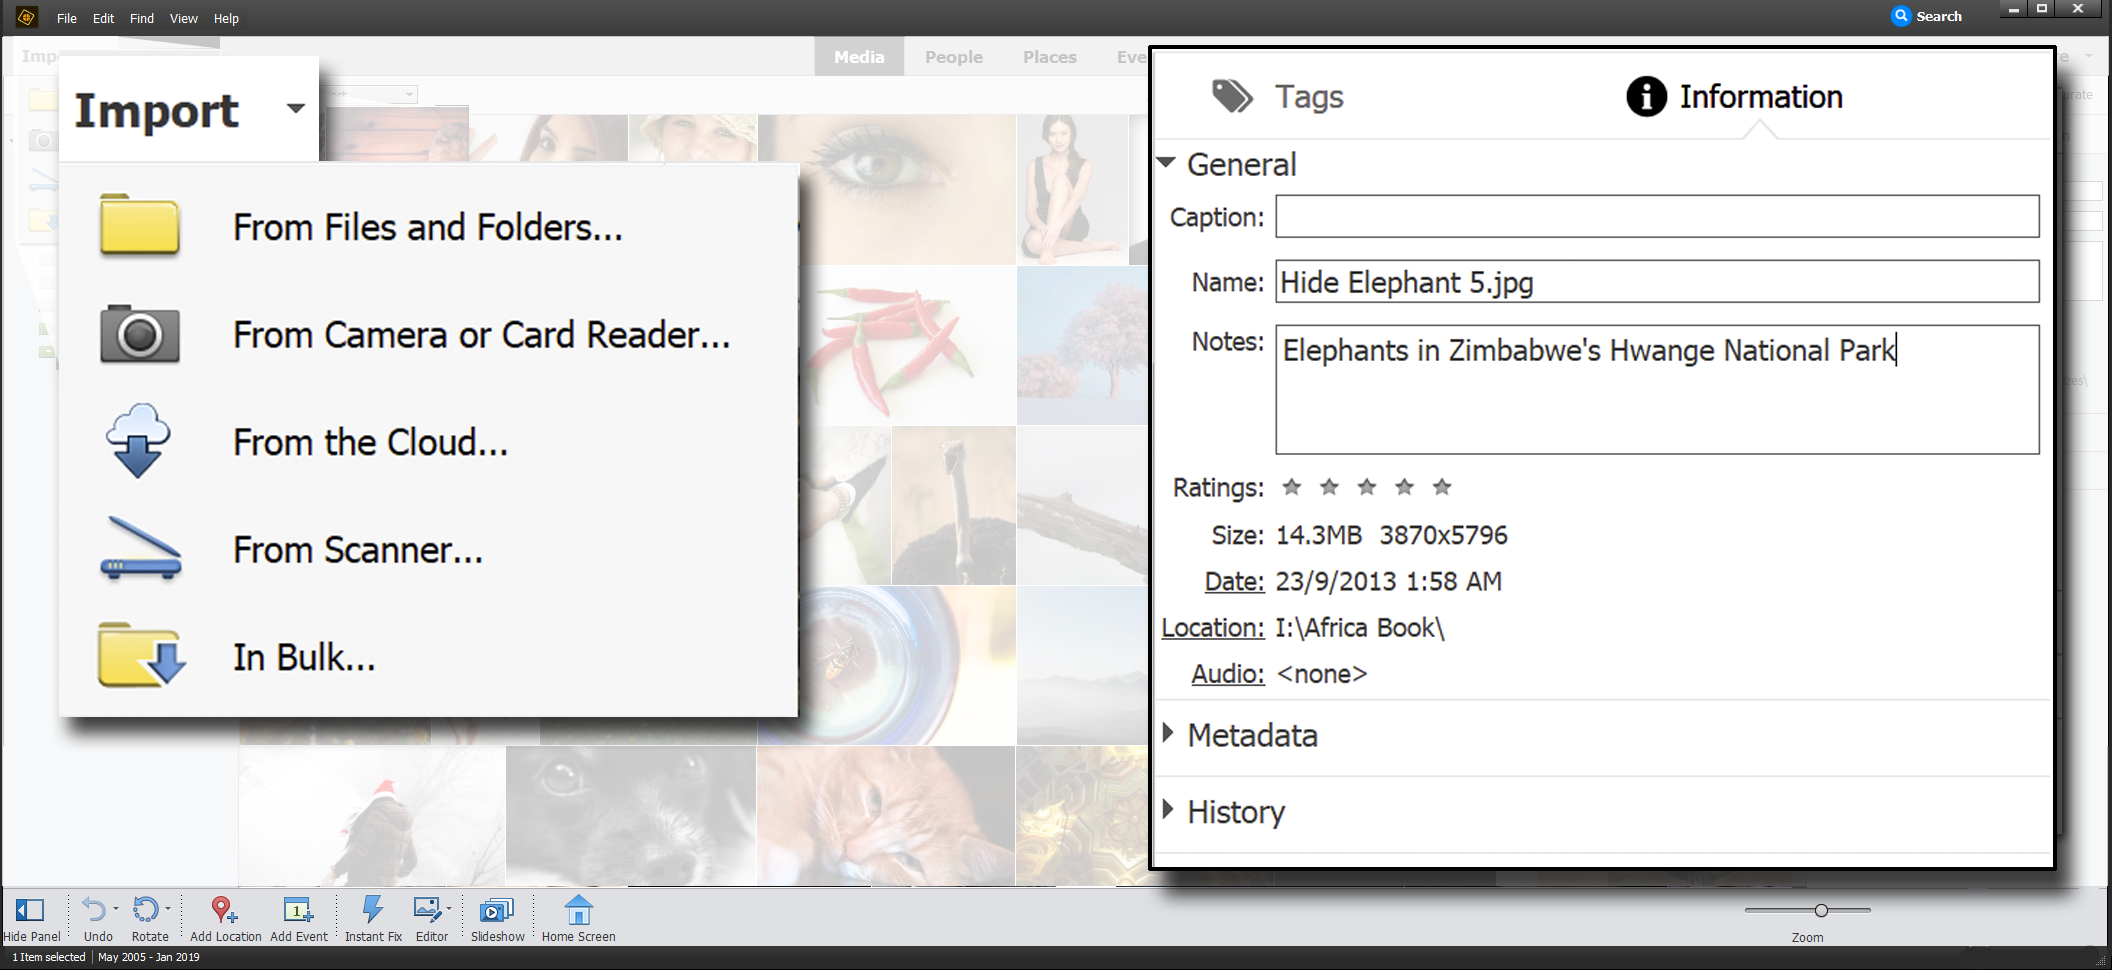 File Edit Find View Help
Search
Media People Places Eve
Import
From Files and Folders...
From Camera or Card Reader...
From the Cloud...
From Scanner...
In Bulk...
Tags Information
General
Caption:
Name: Hide Elephant 5.jpg
Notes: Elephants in Zimbabwe's Hwange National Park
Ratings:
Size: 14.3MB 3870x5796
Date: 23/9/2013 1:58 AM
Location: I:\Africa Book\
Audio: <none>
Metadata
History
Hide Panel Undo Rotate Add Location Add Event Instant Fix Editor Slideshow Home Screen Zoom
1 Item selected May 2005 - Jan 2019